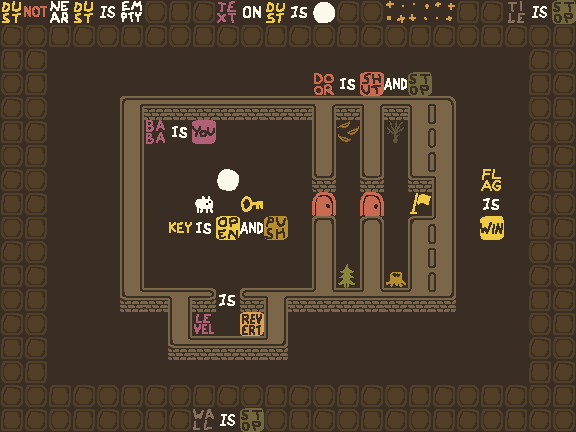 DUST NOT NEAR DUST IS EMPTY
TEXT ON DUST IS
TILE IS STOP
DOOR IS SHUT AND STOP
BABA IS YOU
FLAG
IS
WIN
KEY IS OPEN AND PUSH
IS
LEVEL REVERT
WALL IS STOP